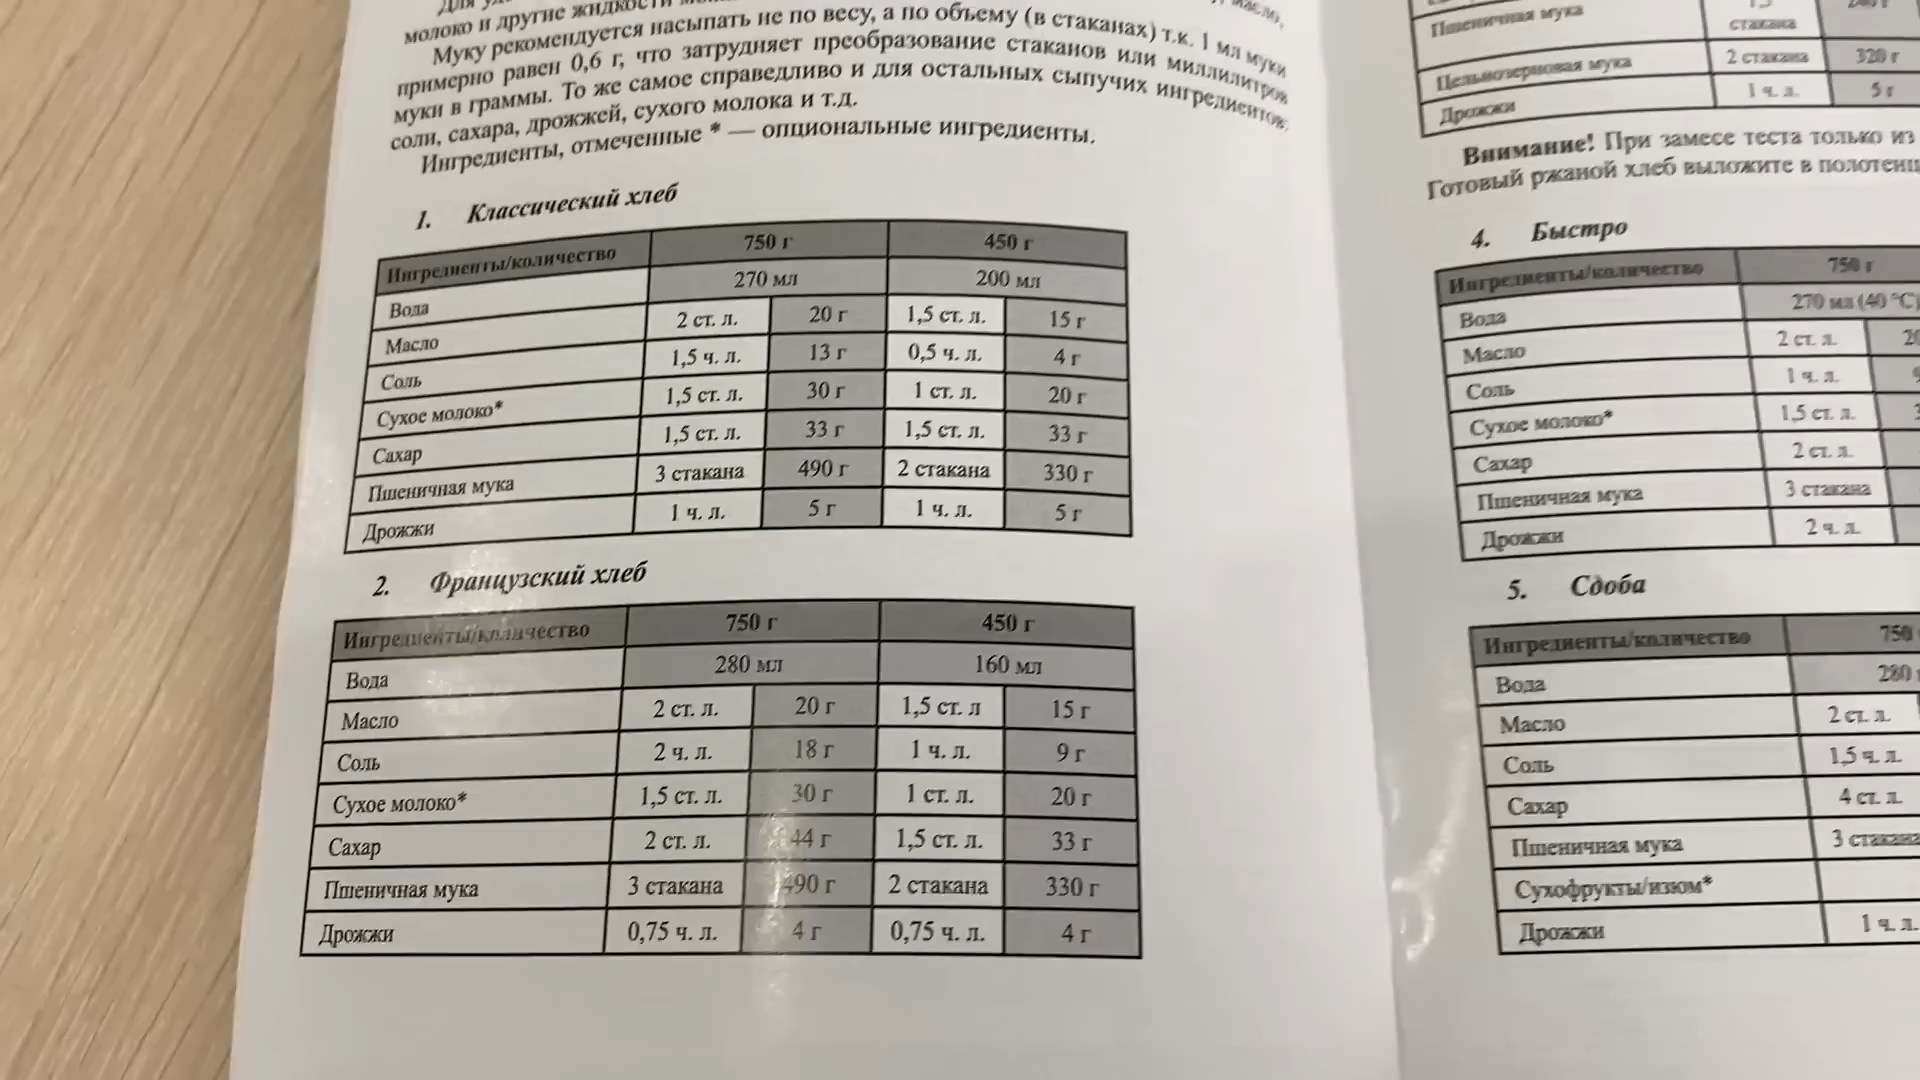 молоко и другие жидкости
масло,
Муку рекомендуется насыпать не по весу, а по объему (в стаканах) т.к. 1 мл муки
примерно равен 0,6 г, что затрудняет преобразование стаканов или миллилитров
муки в граммы. То же самое справедливо и для остальных сыпучих ингредиентов:
соли, сахара, дрожжей, сухого молока и т.д.
Ингредиенты, отмеченные * — опциональные ингредиенты.
1. Классический хлеб
Ингредиенты/количество 750 г 450 г
Вода 270 мл 200 мл
Масло 2 ст. л. 20 г 1,5 ст. л. 15 г
Соль 1,5 ч. л. 13 г 0,5 ч. л. 4 г
Сухое молоко* 1,5 ст. л. 30 г 1 ст. л. 20 г
Сахар 1,5 ст. л. 33 г 1,5 ст. л. 33 г
Пшеничная мука 3 стакана 490 г 2 стакана 330 г
Дрожжи 1 ч. л. 5 г 1 ч. л. 5 г
2. Французский хлеб
Ингредиенты/количество 750 г 450 г
Вода 280 мл 160 мл
Масло 2 ст. л. 20 г 1,5 ст. л 15 г
Соль 2 ч. л. 18 г 1 ч. л. 9 г
Сухое молоко* 1,5 ст. л. 30 г 1 ст. л. 20 г
Сахар 2 ст. л. 44 г 1,5 ст. л. 33 г
Пшеничная мука 3 стакана 490 г 2 стакана 330 г
Дрожжи 0,75 ч. л. 4 г 0,75 ч. л. 4 г
Пшеничная мука стакана
Цельнозерновая мука 2 стакана 320 г
Дрожжи 1 ч. л. 5 г
Внимание! При замесе теста только из
Готовый ржаной хлеб выложите в
4. Быстро
Ингредиенты/количество 750 г
Вода 270 мл (40 °C)
Масло 2 ст. л.
Соль 1 ч. л.
Сухое молоко* 1,5 ст. л.
Сахар 2 ст. л.
Пшеничная мука 3 стакана
Дрожжи 2 ч. л.
5. Сдоба
Ингредиенты/количество 750
Вода 280
Масло 2 ст. л.
Соль 1,5 ч. л.
Сахар 4 ст. л.
Пшеничная мука 3 стакана
Сухофрукты/изюм*
Дрожжи 1 ч. л.